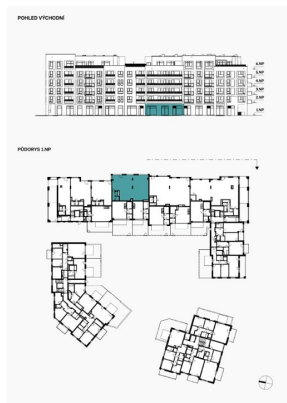 POHLED VÝCHODNÍ
6.NP
5.NP
4.NP
3.NP
2.NP
1.NP
PŮDORYS 1.NP